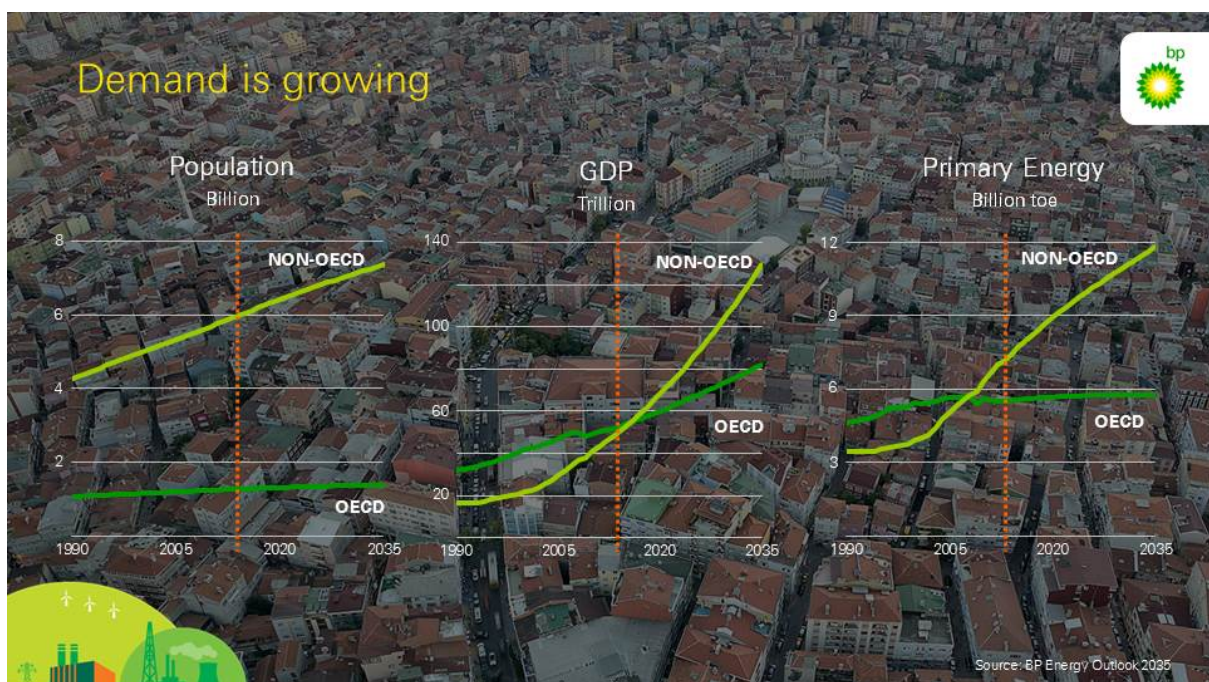 Demand is growing
bp
Population
Billion
8
6
4
2
NON-OECD
OECD
1990 2005 2020 2035
GDP
Trillion
140
100
60
20
NON-OECD
OECD
1990 2005 2020 2035
Primary Energy
Billion toe
12
9
6
3
NON-OECD
OECD
1990 2005 2020 2035
Source: BP Energy Outlook 2035